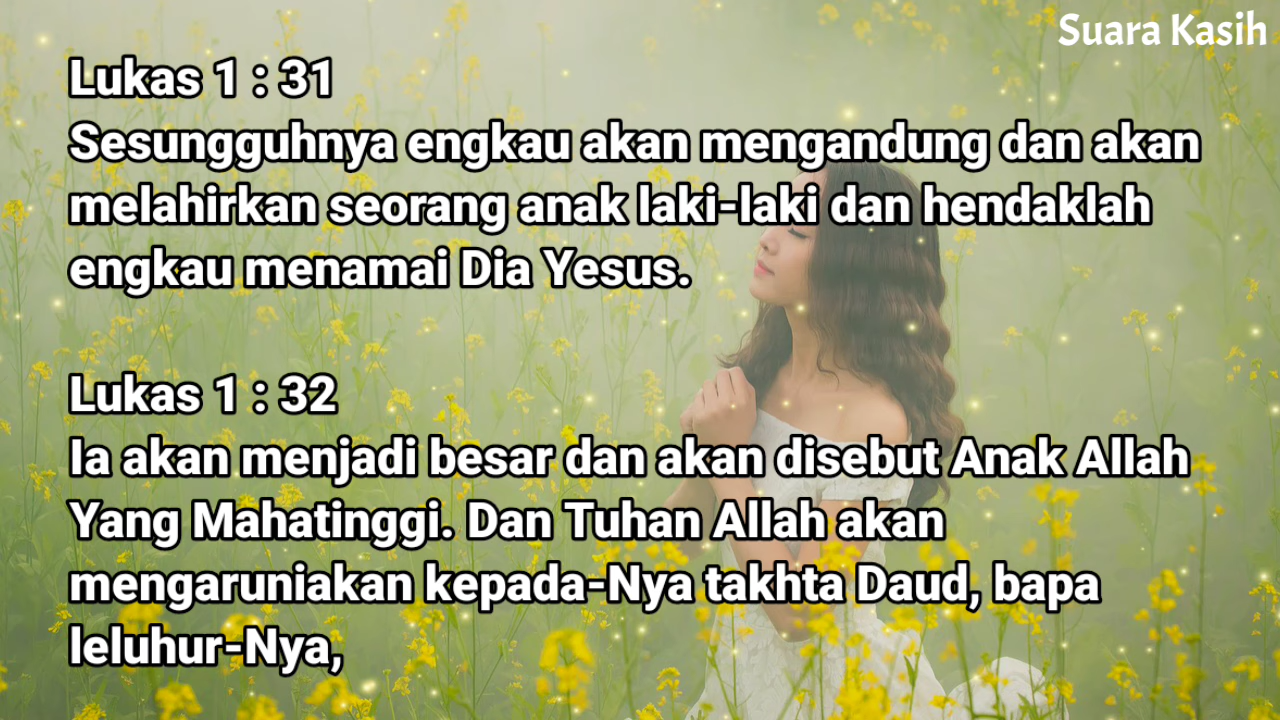 Suara Kasih
Lukas 1 : 31
Sesungguhnya engkau akan mengandung dan akan
melahirkan seorang anak laki-laki dan hendaklah
engkau menamai Dia Yesus.
Lukas 1 : 32
Ia akan menjadi besar dan akan disebut Anak Allah
Yang Mahatinggi. Dan Tuhan Allah akan
mengaruniakan kepada-Nya takhta Daud, bapa
leluhur-Nya,